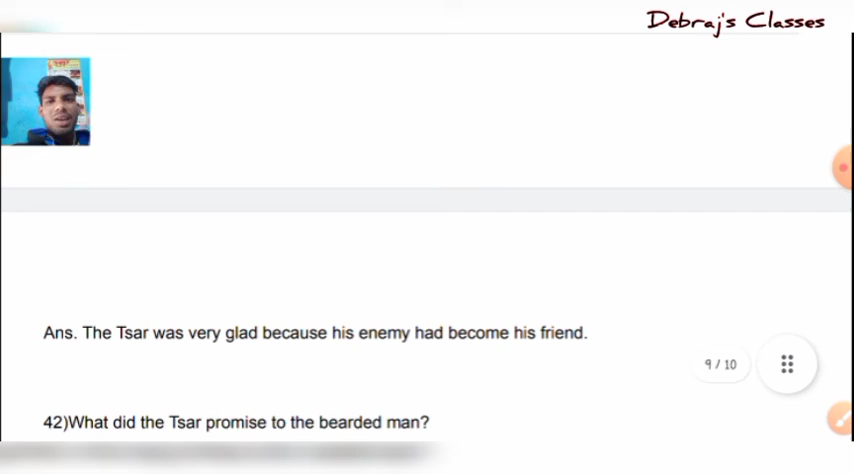 Debraj's Classes
Ans. The Tsar was very glad because his enemy had become his friend.
9 / 10
42)What did the Tsar promise to the bearded man?